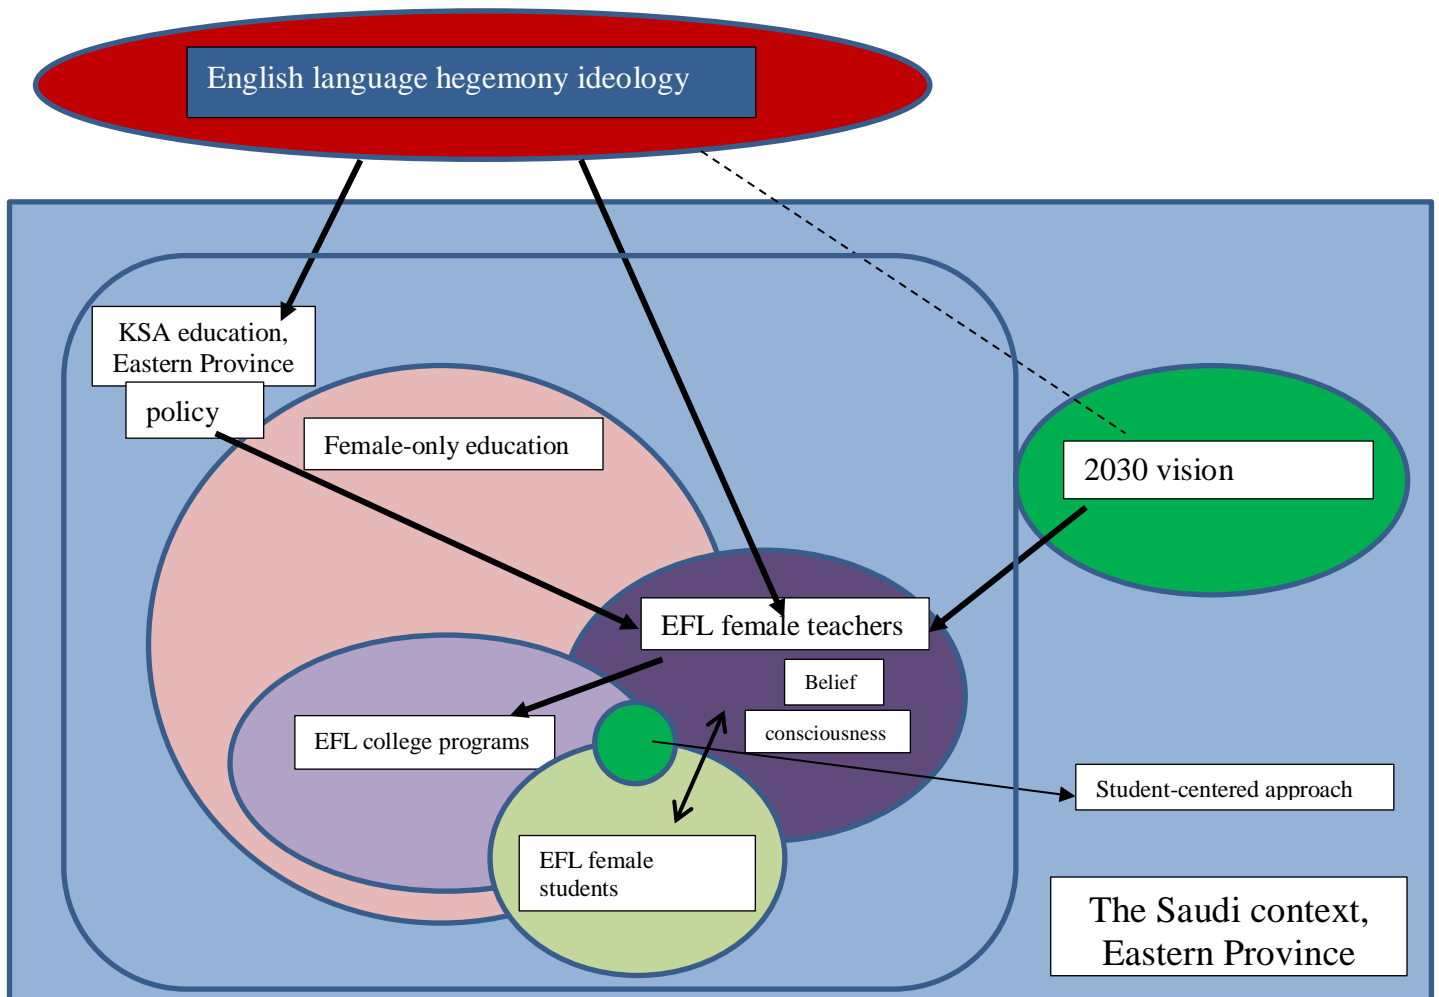 English language hegemony ideology
KSA education,
Eastern Province
policy
Female-only education
2030 vision
EFL female teachers
Belief
consciousness
EFL college programs
Student-centered approach
EFL female
students
The Saudi context,
Eastern Province